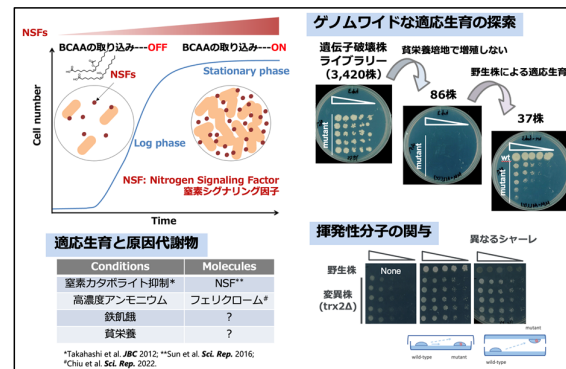 NSFs
BCAAの取り込み---OFF
BCAAの取り込み---ON
NSFs
Stationary phase
Log phase
NSF: Nitrogen Signaling Factor
窒素シグナリング因子
Cell number
Time
適応生育と原因代謝物
Conditions Molecules
窒素カタボライト抑制* NSF**
高濃度アンモニウム フェリクローム#
鉄飢餓 ?
貧栄養 ?
*Takahashi et al. JBC 2012; **Sun et al. Sci. Rep. 2016;
#Chiu et al. Sci. Rep. 2022.
ゲノムワイドな適応生育の探索
遺伝子破壊株
ライブラリー
(3,420株)
貧栄養培地で増殖しない
86株
野生株による適応生育
37株
mutant
mutant
wt
mutant
揮発性分子の関与
異なるシャーレ
野生株
None
変異株
(trx2Δ)
wild-type
mutant
mutant
wild-type